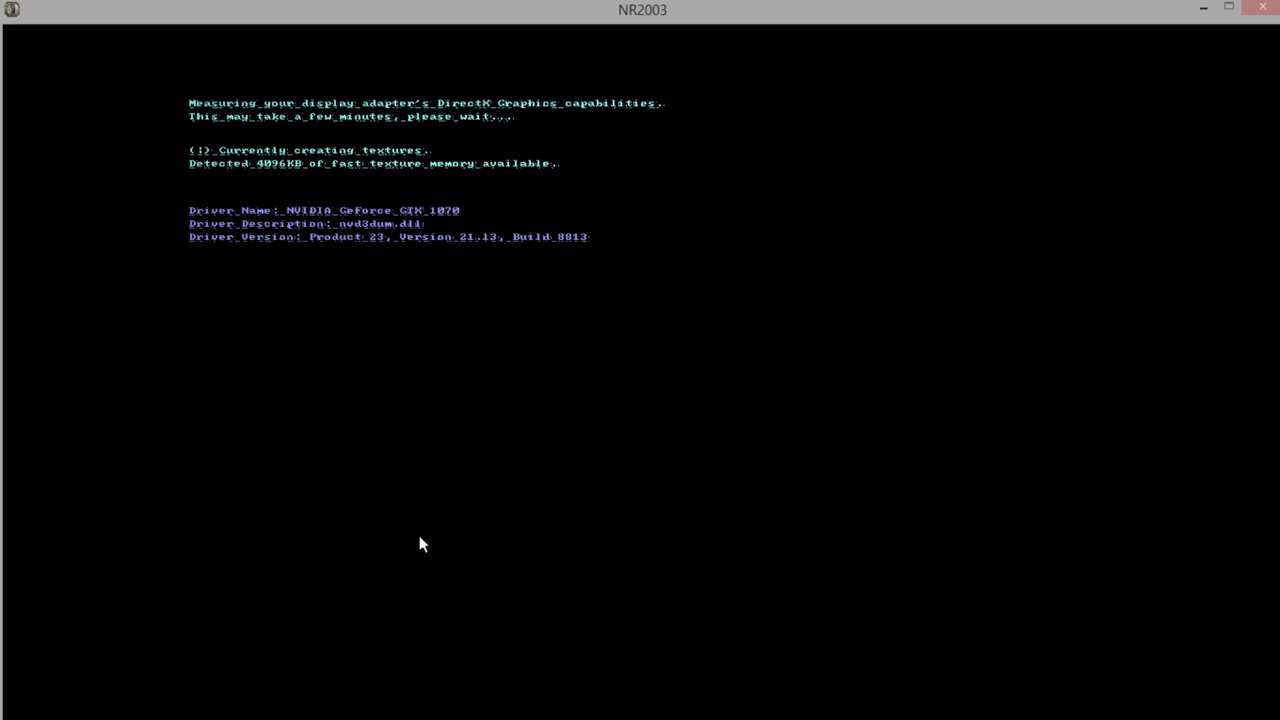 NR2003
Measuring your display adapter's DirectX Graphics capabilities.
This may take a few minutes, please wait...
(:) Currently creating textures.
Detected 4096KB of fast texture memory available.
Driver Name: NVIDIA GeForce GTX 1070
Driver Description: nvd3dum.dll
Driver Version: Product 23, Version 21.13, Build 8813